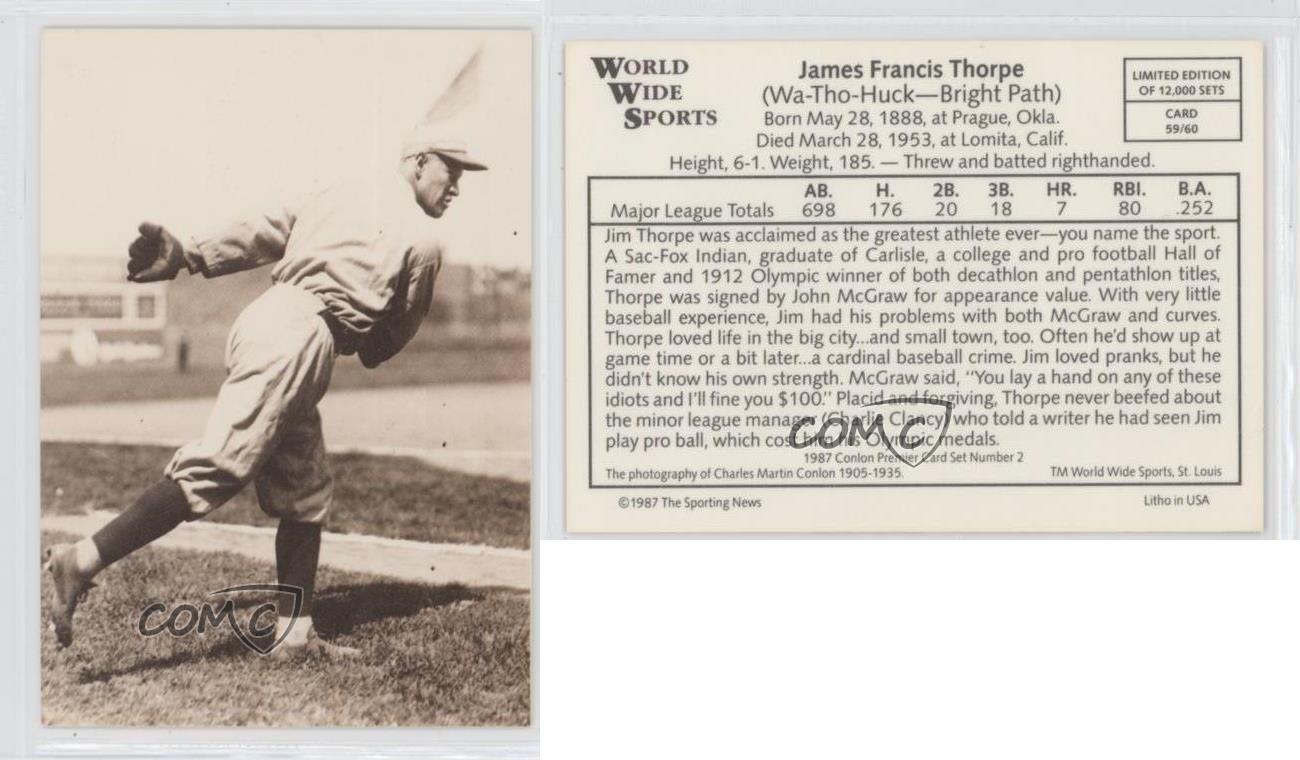 COMC
WORLD
WIDE
SPORTS
James Francis Thorpe
(Wa-Tho-Huck—Bright Path)
Born May 28, 1888, at Prague, Okla.
Died March 28, 1953, at Lomita, Calif.
Height, 6-1. Weight, 185. — Threw and batted righthanded.
LIMITED EDITION
OF 12,000 SETS
CARD
59/60
AB. H. 2B. 3B. HR. RBI. B.A.
Major League Totals 698 176 20 18 7 80 .252
Jim Thorpe was acclaimed as the greatest athlete ever—you name the sport.
A Sac-Fox Indian, graduate of Carlisle, a college and pro football Hall of
Famer and 1912 Olympic winner of both decathlon and pentathlon titles,
Thorpe was signed by John McGraw for appearance value. With very little
baseball experience, Jim had his problems with both McGraw and curves.
Thorpe loved life in the big city...and small town, too. Often he'd show up at
game time or a bit later...a cardinal baseball crime. Jim loved pranks, but he
didn't know his own strength. McGraw said, "You lay a hand on any of these
idiots and I'll fine you $100." Placid and forgiving, Thorpe never beefed about
the minor league manager (Charlie Clancy) who told a writer he had seen Jim
play pro ball, which cost him his Olympic medals.
COMC
1987 Conlon Premier Card Set Number 2
The photography of Charles Martin Conlon 1905-1935. TM World Wide Sports, St. Louis
©1987 The Sporting News Litho in USA